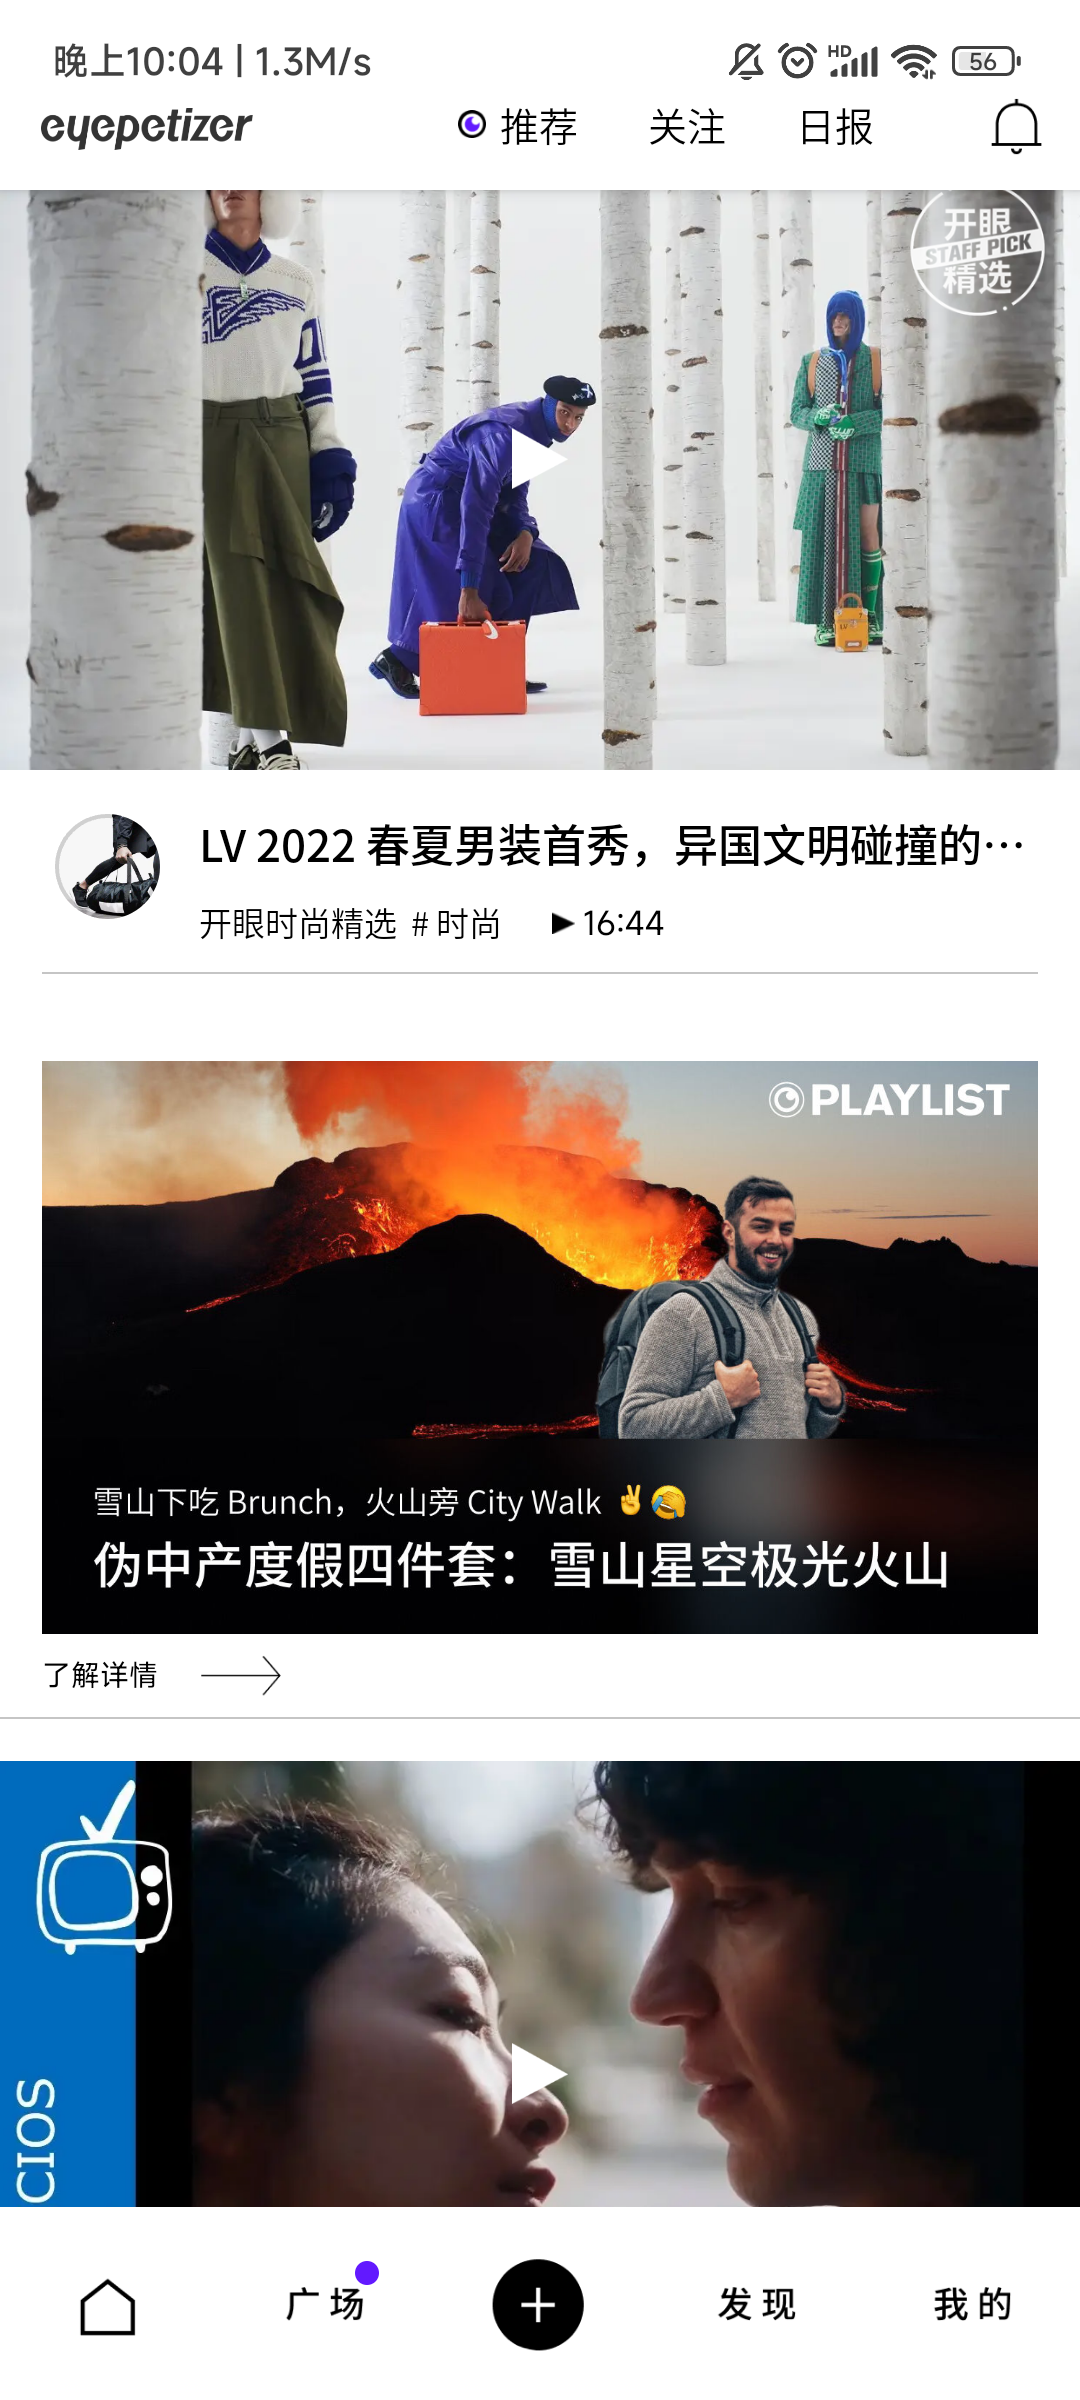 晚上10:04 | 1.3M/s
HD
56
eyepetizer
推荐
关注
日报
开眼
STAFF PICK
精选
LV 2022 春夏男装首秀，异国文明碰撞的…
开眼时尚精选 # 时尚 ▶ 16:44
PLAYLIST
雪山下吃 Brunch，火山旁 City Walk ✌️🤣
伪中产度假四件套：雪山星空极光火山
了解详情
CIOS
广场
发现
我的